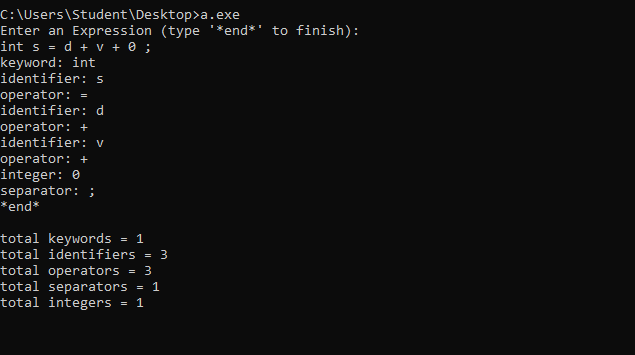 C:\Users\Student\Desktop>a.exe
Enter an Expression (type '*end*' to finish):
int s = d + v + 0 ;
keyword: int
identifier: s
operator: =
identifier: d
operator: +
identifier: v
operator: +
integer: 0
separator: ;
*end*
total keywords = 1
total identifiers = 3
total operators = 3
total separators = 1
total integers = 1